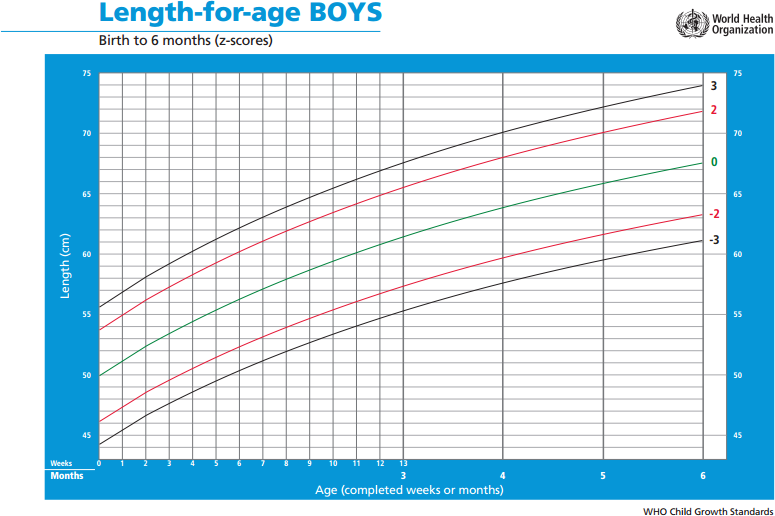 Length-for-age BOYS
Birth to 6 months (z-scores)
World Health
Organization
75 75
3
2
70 70
0
65 65
-2
-3
60 60
55 55
50 50
45 45
Length (cm)
Weeks 0 1 2 3 4 5 6 7 8 9 10 11 12 13
Months 3 4 5 6
Age (completed weeks or months)
WHO Child Growth Standards